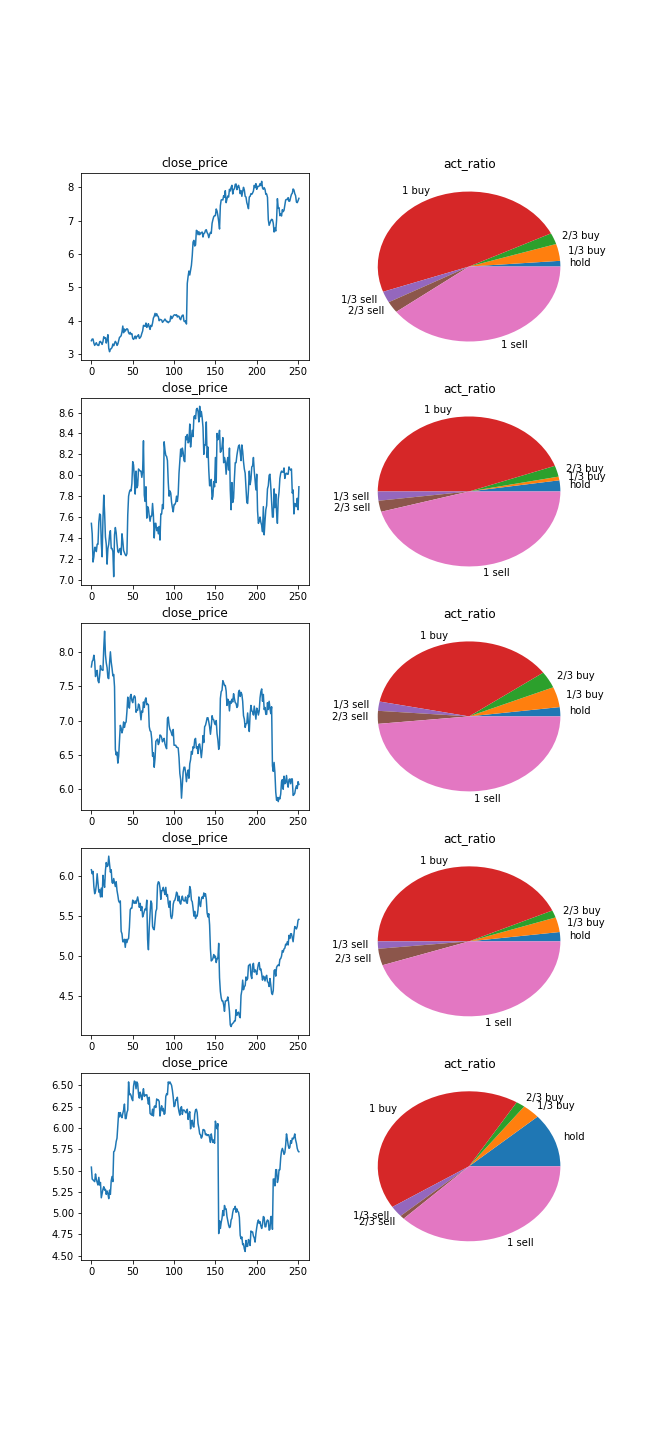 close_price
act_ratio
8
7
6
5
4
3
0 50 100 150 200 250
1 buy
2/3 buy
1/3 buy
hold
1/3 sell
2/3 sell
1 sell
close_price
act_ratio
8.6
8.4
8.2
8.0
7.8
7.6
7.4
7.2
7.0
0 50 100 150 200 250
1 buy
2/3 buy
1/3 buy
hold
1/3 sell
2/3 sell
1 sell
close_price
act_ratio
8.0
7.5
7.0
6.5
6.0
0 50 100 150 200 250
1 buy
2/3 buy
1/3 buy
hold
1/3 sell
2/3 sell
1 sell
close_price
act_ratio
6.0
5.5
5.0
4.5
0 50 100 150 200 250
1 buy
2/3 buy
1/3 buy
hold
1/3 sell
2/3 sell
1 sell
close_price
act_ratio
6.50
6.25
6.00
5.75
5.50
5.25
5.00
4.75
4.50
0 50 100 150 200 250
2/3 buy
1/3 buy
1 buy
hold
1/3 sell
2/3 sell
1 sell